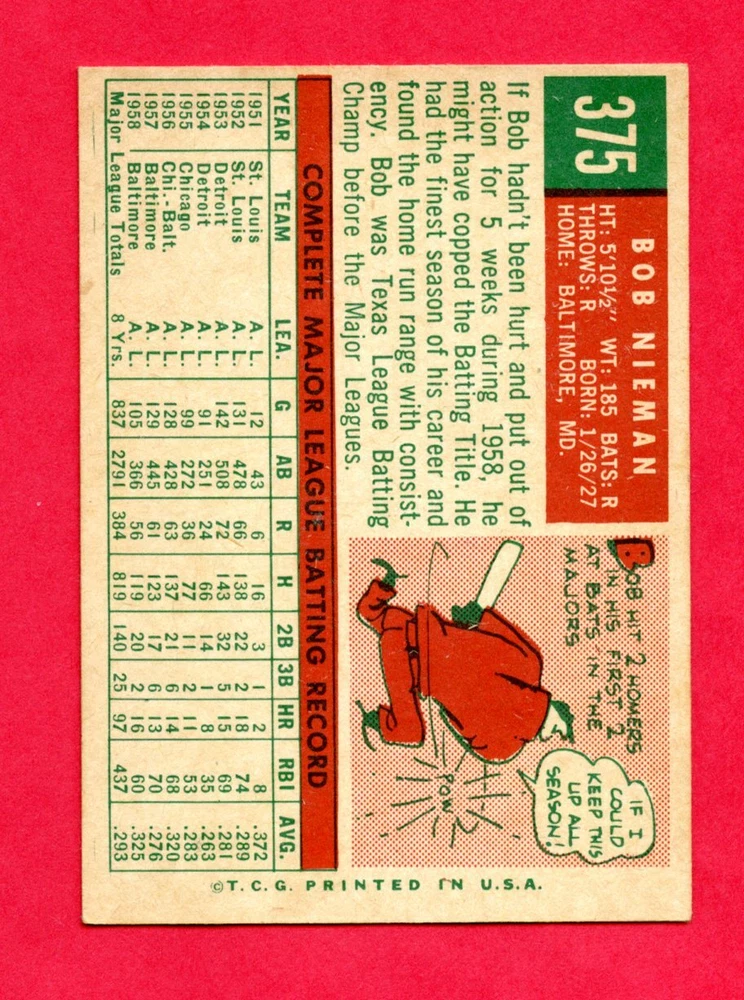 375
BOB NIEMAN
HT: 5'10½" WT: 185 BATS: R
THROWS: R BORN: 1/26/27
HOME: BALTIMORE, MD.
If Bob hadn't been hurt and put out of
action for 5 weeks during 1958, he
might have copped the Batting Title. He
had the finest season of his career and
found the home run range with consist-
ency. Bob was Texas League Batting
Champ before the Major Leagues.
BOB HIT 2 HOMERS
IN HIS FIRST 2
AT BATS IN THE
MAJORS
IF I
COULD
KEEP THIS
UP ALL
SEASON!
POW
COMPLETE MAJOR LEAGUE BATTING RECORD
YEAR TEAM LEA. G AB R H 2B 3B HR RBI AVG.
1951 St. Louis A. L. 12 43 6 16 3 1 2 8 .372
1952 St. Louis A. L. 131 478 66 138 22 2 18 74 .289
1953 Detroit A. L. 142 508 72 143 32 5 15 69 .281
1954 Detroit A. L. 91 251 24 66 14 1 8 35 .263
1955 Chicago A. L. 99 272 36 77 11 2 11 53 .283
1956 Chi.-Balt. A. L. 128 428 63 137 21 6 14 68 .320
1957 Baltimore A. L. 129 445 61 123 17 6 13 70 .276
1958 Baltimore A. L. 105 366 56 119 20 2 16 60 .325
Major League Totals 8 Yrs. 837 2791 384 819 140 25 97 437 .293
©T.C.G. PRINTED IN U.S.A.